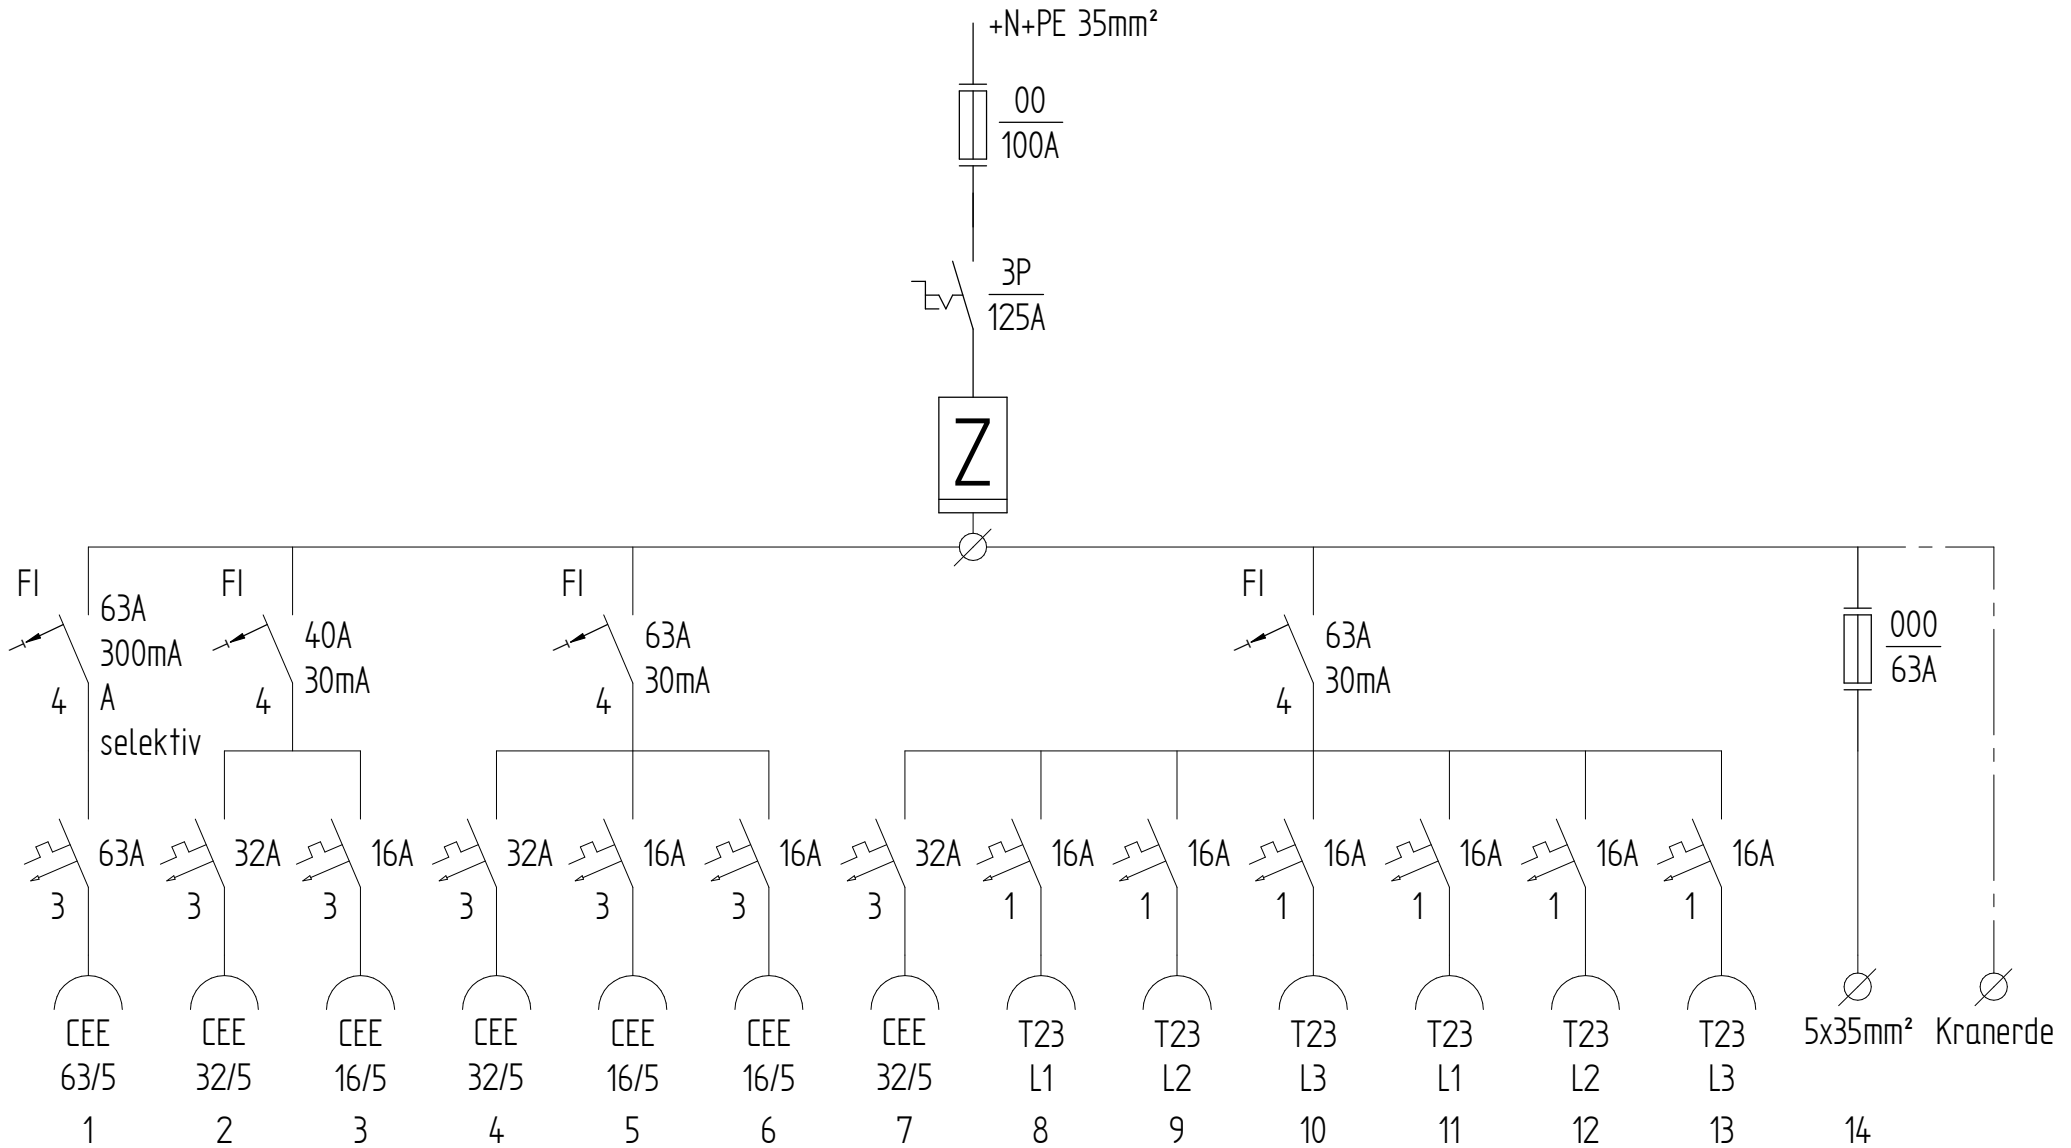 +N+PE 35mm²
00
100A
3P
125A
Z
FI
63A
300mA
A
selektiv
4
FI
40A
30mA
4
FI
63A
30mA
4
FI
63A
30mA
4
000
63A
63A
32A
16A
32A
16A
16A
32A
16A
16A
16A
16A
16A
16A
3
3
3
3
3
3
3
1
1
1
1
1
1
CEE
CEE
CEE
CEE
CEE
CEE
CEE
T23
T23
T23
T23
T23
T23
5x35mm²
Kranerde
63/5
32/5
16/5
32/5
16/5
16/5
32/5
L1
L2
L3
L1
L2
L3
1
2
3
4
5
6
7
8
9
10
11
12
13
14